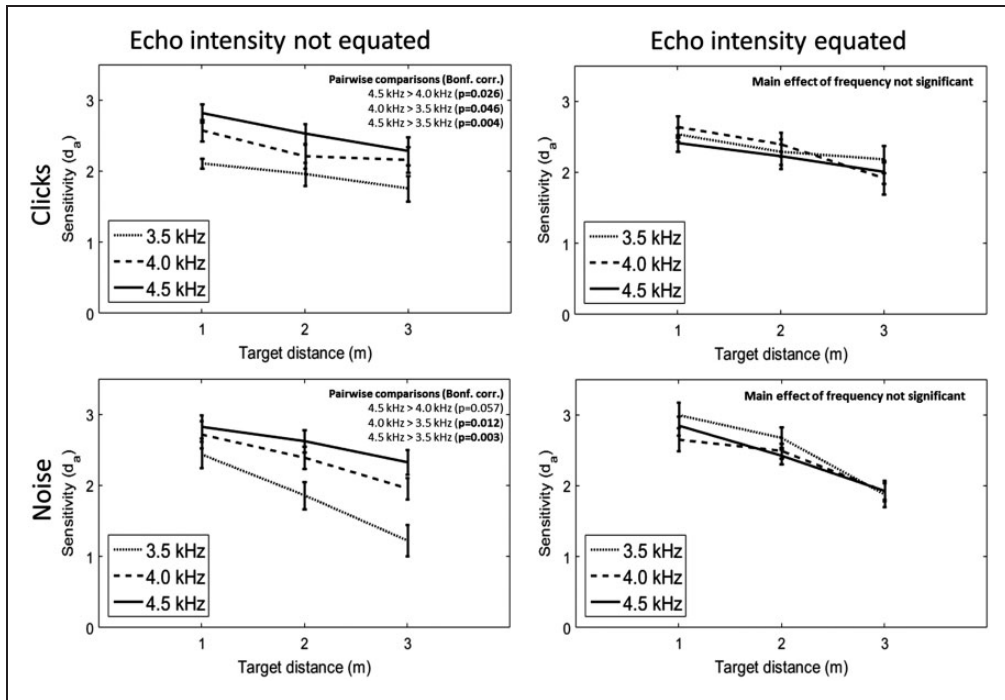 Echo intensity not equated
Echo intensity equated
Clicks
Sensitivity (da)
3
2
1
0
Pairwise comparisons (Bonf. corr.)
4.5 kHz > 4.0 kHz (p=0.026)
4.0 kHz > 3.5 kHz (p=0.046)
4.5 kHz > 3.5 kHz (p=0.004)
3.5 kHz
4.0 kHz
4.5 kHz
1 2 3
Target distance (m)
Sensitivity (da)
3
2
1
0
Main effect of frequency not significant
3.5 kHz
4.0 kHz
4.5 kHz
1 2 3
Target distance (m)
Noise
Sensitivity (da)
3
2
1
0
Pairwise comparisons (Bonf. corr.)
4.5 kHz > 4.0 kHz (p=0.057)
4.0 kHz > 3.5 kHz (p=0.012)
4.5 kHz > 3.5 kHz (p=0.003)
3.5 kHz
4.0 kHz
4.5 kHz
1 2 3
Target distance (m)
Sensitivity (da)
3
2
1
0
Main effect of frequency not significant
3.5 kHz
4.0 kHz
4.5 kHz
1 2 3
Target distance (m)